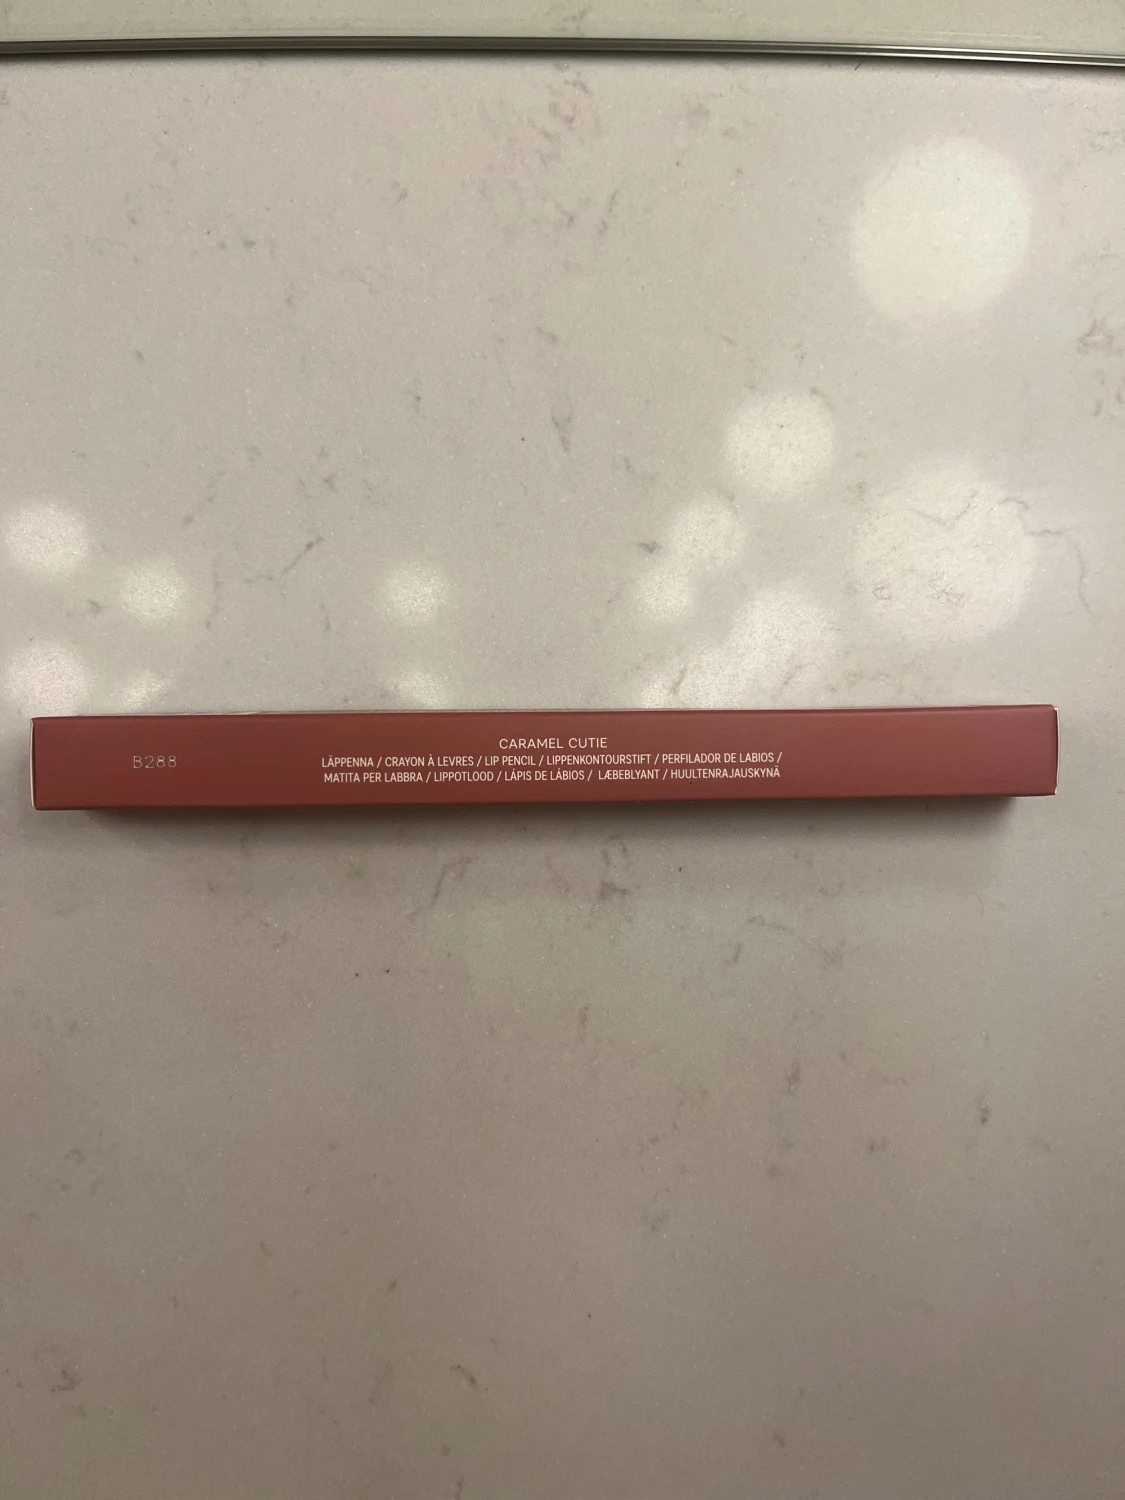 CARAMEL CUTIE
B288
LÄPPENNA / CRAYON À LEVRES / LIP PENCIL / LIPPENKONTOURSTIFT / PERFILADOR DE LABIOS /
MATITA PER LABBRA / LIPPOTLOOD / LÁPIS DE LÁBIOS / LÆBEBLYANT / HUULTENRAJAUSKYNÄ